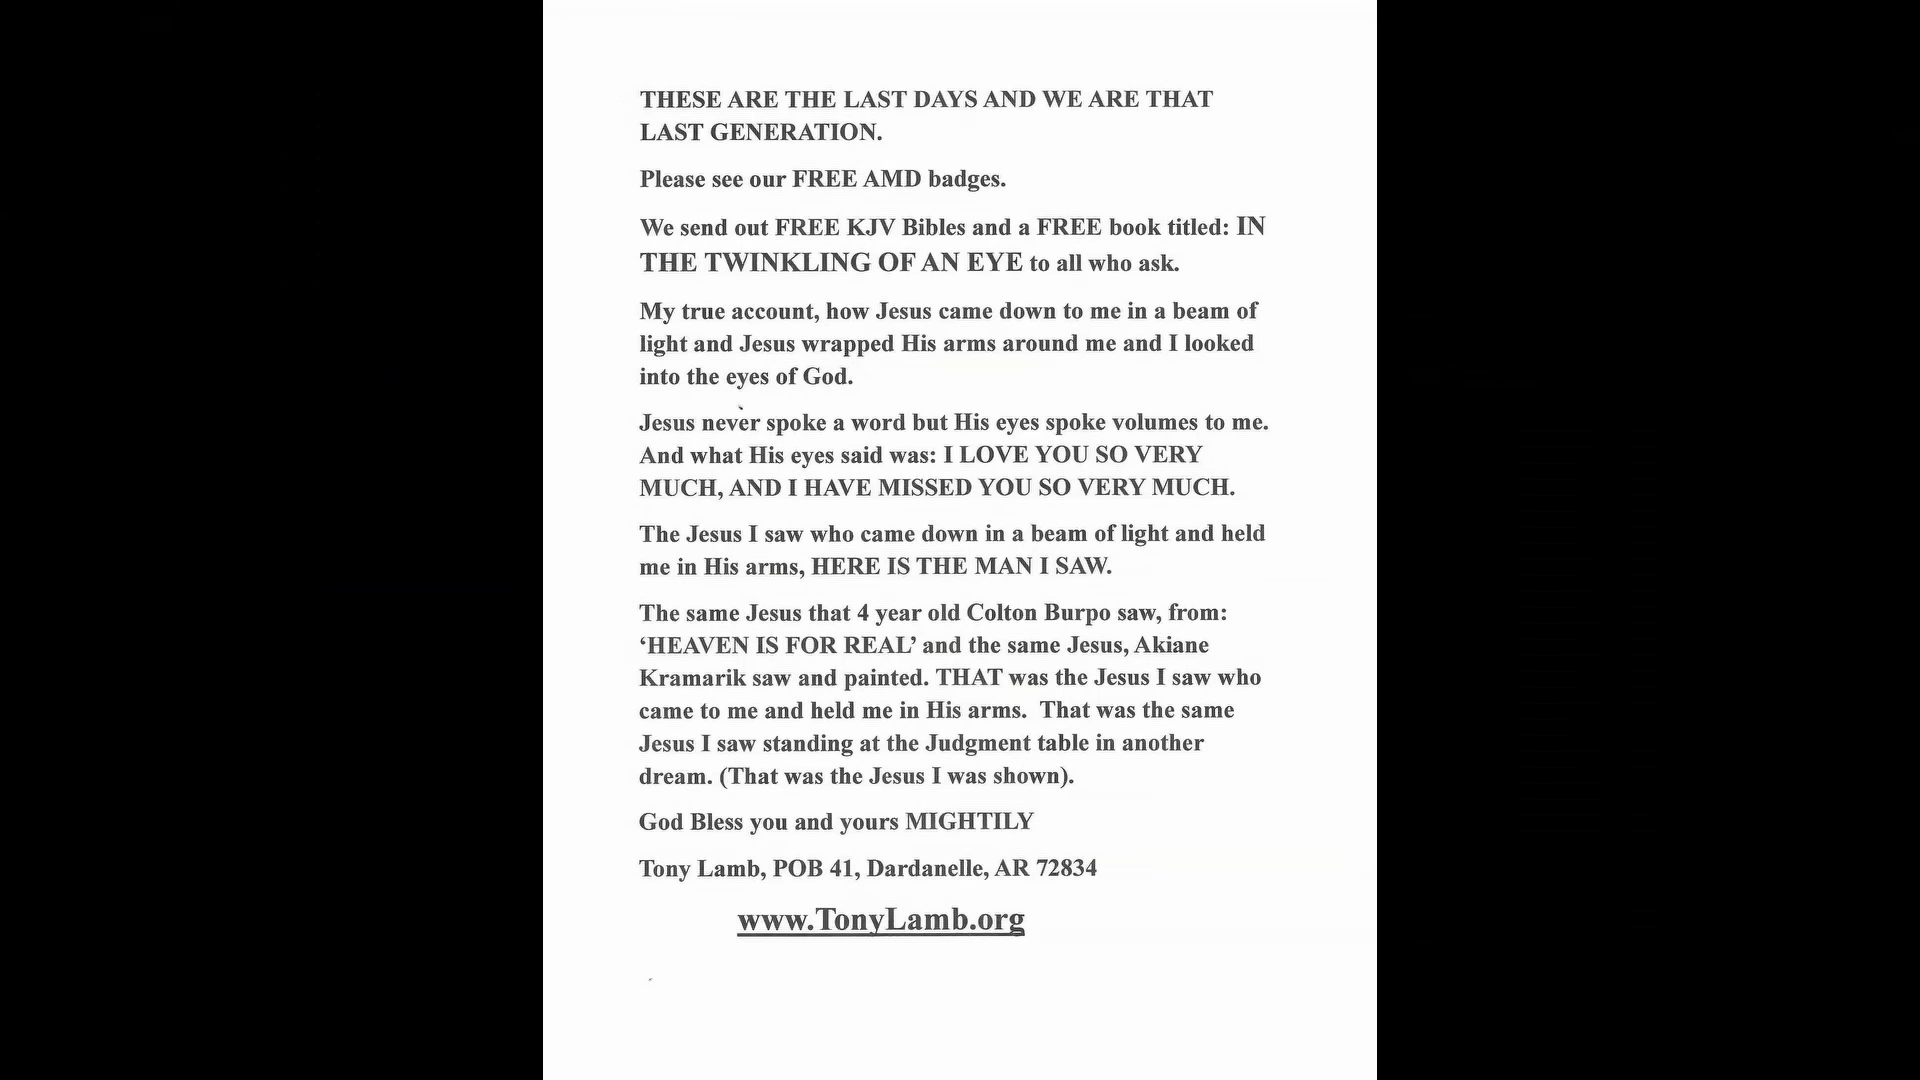 THESE ARE THE LAST DAYS AND WE ARE THAT
LAST GENERATION.
Please see our FREE AMD badges.
We send out FREE KJV Bibles and a FREE book titled: IN
THE TWINKLING OF AN EYE to all who ask.
My true account, how Jesus came down to me in a beam of
light and Jesus wrapped His arms around me and I looked
into the eyes of God.
Jesus never spoke a word but His eyes spoke volumes to me.
And what His eyes said was: I LOVE YOU SO VERY
MUCH, AND I HAVE MISSED YOU SO VERY MUCH.
The Jesus I saw who came down in a beam of light and held
me in His arms, HERE IS THE MAN I SAW.
The same Jesus that 4 year old Colton Burpo saw, from:
‘HEAVEN IS FOR REAL’ and the same Jesus, Akiane
Kramarik saw and painted. THAT was the Jesus I saw who
came to me and held me in His arms.  That was the same
Jesus I saw standing at the Judgment table in another
dream. (That was the Jesus I was shown).
God Bless you and yours MIGHTILY
Tony Lamb, POB 41, Dardanelle, AR 72834
www.TonyLamb.org